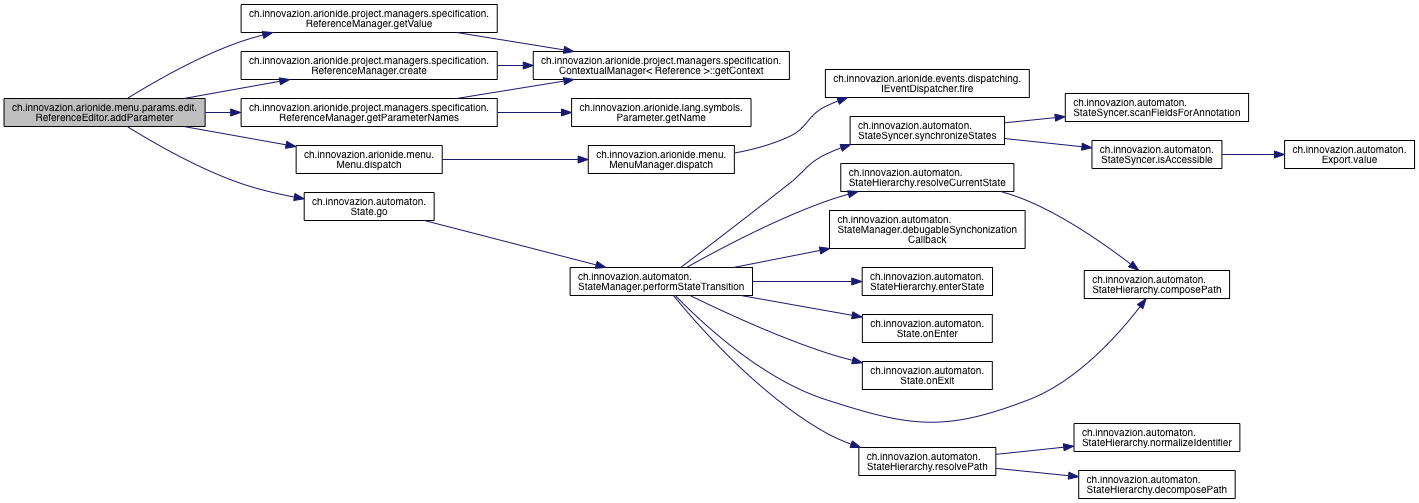 ch.innovazion.arionide.menu.params.edit.
ReferenceEditor.addParameter
ch.innovazion.arionide.project.managers.specification.
ReferenceManager.getValue
ch.innovazion.arionide.project.managers.specification.
ReferenceManager.create
ch.innovazion.arionide.project.managers.specification.
ReferenceManager.getParameterNames
ch.innovazion.arionide.menu.
Menu.dispatch
ch.innovazion.automaton.
State.go
ch.innovazion.arionide.project.managers.specification.
ContextualManager< Reference >::getContext
ch.innovazion.arionide.lang.symbols.
Parameter.getName
ch.innovazion.arionide.menu.
MenuManager.dispatch
ch.innovazion.automaton.
StateManager.performStateTransition
ch.innovazion.arionide.events.dispatching.
IEventDispatcher.fire
ch.innovazion.automaton.
StateSyncer.synchronizeStates
ch.innovazion.automaton.
StateHierarchy.resolveCurrentState
ch.innovazion.automaton.
StateManager.debugableSynchonization
Callback
ch.innovazion.automaton.
StateHierarchy.enterState
ch.innovazion.automaton.
State.onEnter
ch.innovazion.automaton.
State.onExit
ch.innovazion.automaton.
StateHierarchy.resolvePath
ch.innovazion.automaton.
StateSyncer.scanFieldsForAnnotation
ch.innovazion.automaton.
StateSyncer.isAccessible
ch.innovazion.automaton.
Export.value
ch.innovazion.automaton.
StateHierarchy.composePath
ch.innovazion.automaton.
StateHierarchy.normalizeIdentifier
ch.innovazion.automaton.
StateHierarchy.decomposePath